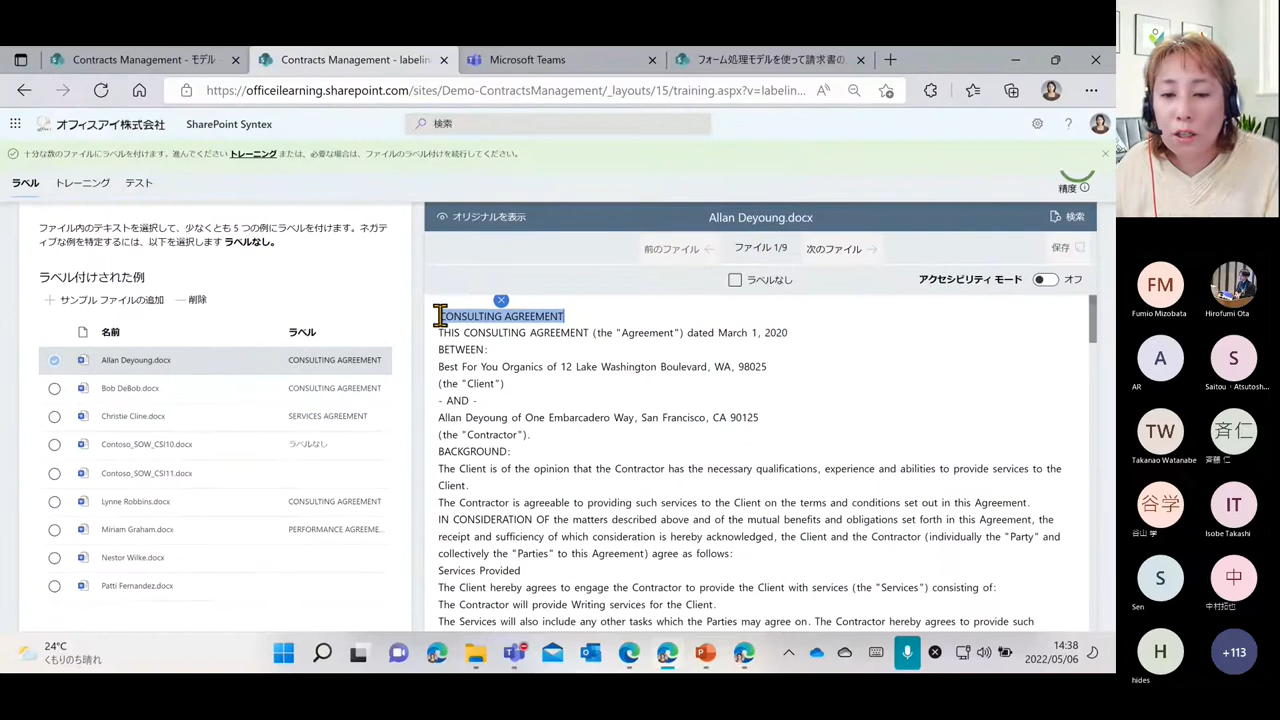 Contracts Management - モデル
Contracts Management - labelin
Microsoft Teams
フォーム処理モデルを使って請求書の
https://officeilearning.sharepoint.com/sites/Demo-ContractsManagement/_layouts/15/training.aspx?v=labelin...
オフィスアイ株式会社
SharePoint Syntex
検索
十分な数のファイルにラベルを付けます。進んでください トレーニング または、必要な場合は、ファイルのラベル付けを続行してください。
ラベル
トレーニング
テスト
精度
ファイル内のテキストを選択して、少なくとも 5 つの例にラベルを付けます。ネガテ
ィブな例を特定するには、以下を選択します ラベルなし。
ラベル付けされた例
サンプル ファイルの追加
削除
名前
ラベル
Allan Deyoung.docx CONSULTING AGREEMENT
Bob DeBob.docx CONSULTING AGREEMENT
Christie Cline.docx SERVICES AGREEMENT
Contoso_SOW_CSI10.docx ラベルなし
Contoso_SOW_CSI11.docx
Lynne Robbins.docx CONSULTING AGREEMENT
Miriam Graham.docx PERFORMANCE AGREEME...
Nestor Wilke.docx
Patti Fernandez.docx
オリジナルを表示
Allan Deyoung.docx
検索
前のファイル
ファイル 1/9
次のファイル
保存
ラベルなし
アクセシビリティ モード
オフ
CONSULTING AGREEMENT
THIS CONSULTING AGREEMENT (the "Agreement") dated March 1, 2020
BETWEEN:
Best For You Organics of 12 Lake Washington Boulevard, WA, 98025
(the "Client")
- AND -
Allan Deyoung of One Embarcadero Way, San Francisco, CA 90125
(the "Contractor").
BACKGROUND:
The Client is of the opinion that the Contractor has the necessary qualifications, experience and abilities to provide services to the
Client.
The Contractor is agreeable to providing such services to the Client on the terms and conditions set out in this Agreement.
IN CONSIDERATION OF the matters described above and of the mutual benefits and obligations set forth in this Agreement, the
receipt and sufficiency of which consideration is hereby acknowledged, the Client and the Contractor (individually the "Party" and
collectively the "Parties" to this Agreement) agree as follows:
Services Provided
The Client hereby agrees to engage the Contractor to provide the Client with services (the "Services") consisting of:
The Contractor will provide Writing services for the Client.
The Services will also include any other tasks which the Parties may agree on. The Contractor hereby agrees to provide such
24°C
くもりのち晴れ
14:38
2022/05/06
FM
Fumio Mizobata
Hirofumi Ota
A
AR
S
Saitou・Atsutosh...
TW
Takanao Watanabe
斉仁
斉藤 仁
谷学
谷山 学
IT
Isobe Takashi
S
Sen
中
中村拓也
H
hides
+113